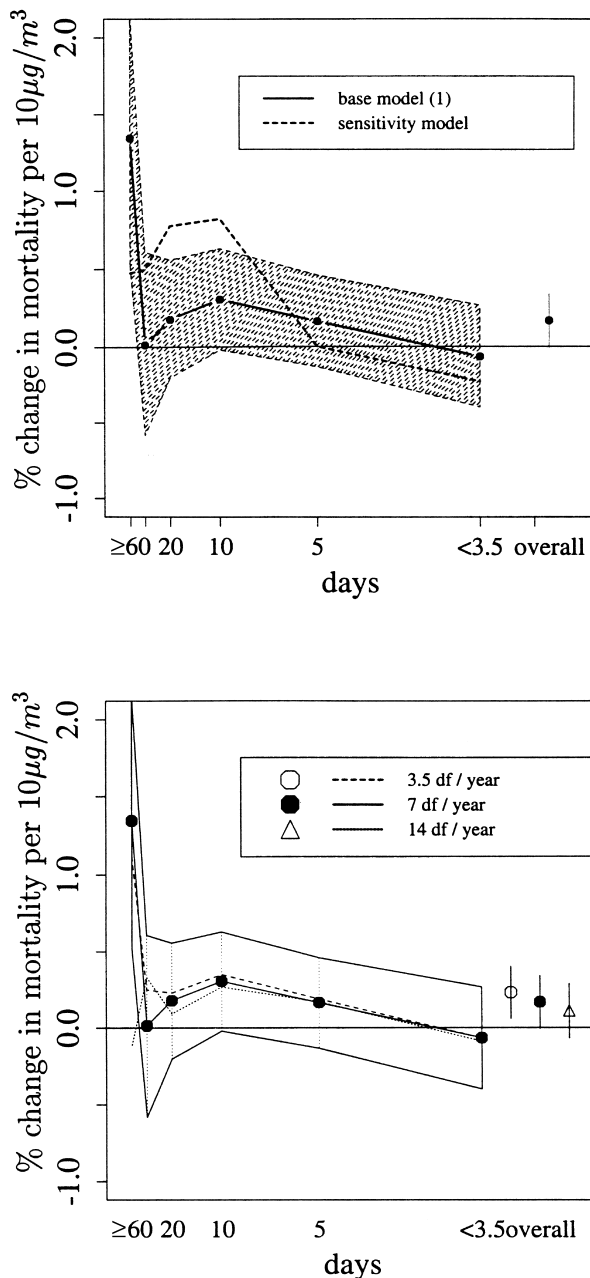 % change in mortality per 10μg/m³
2.0
1.0
0.0
-1.0
base model (1)
sensitivity model
≥60 20 10 5 <3.5 overall
days
% change in mortality per 10μg/m³
2.0
1.0
0.0
-1.0
3.5 df / year
7 df / year
14 df / year
≥60 20 10 5 <3.5overall
days